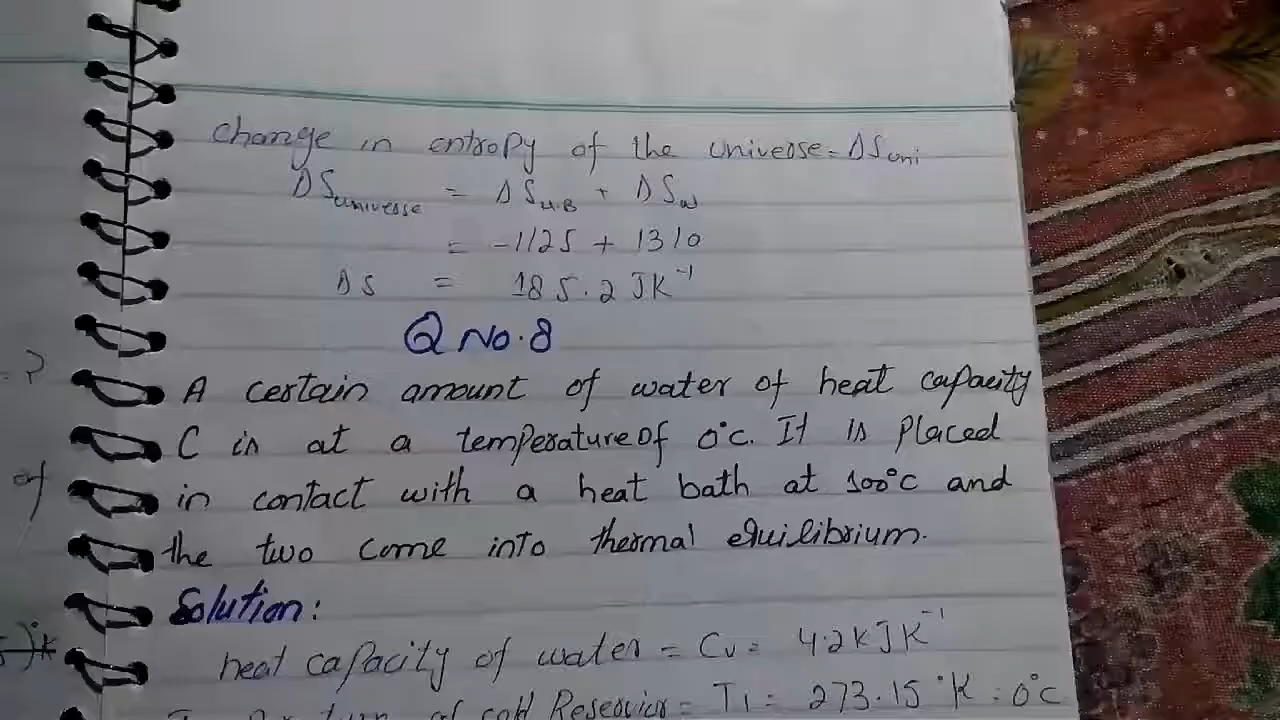 Change in entropy of the universe = ΔSuni
ΔSuniverse = ΔSH.B + ΔSw
= -1125 + 1310
ΔS = 185.2 JK⁻¹
Q No.8
- ?
A certain amount of water of heat capacity
C is at a temperature of 0°c. It is placed
of
in contact with a heat bath at 100°c and
the two come into thermal equilibrium.
Solution:
heat capacity of water = Cv = 4.2 KJK⁻¹
of cold Reservior = T1 = 273.15 °K = 0°c